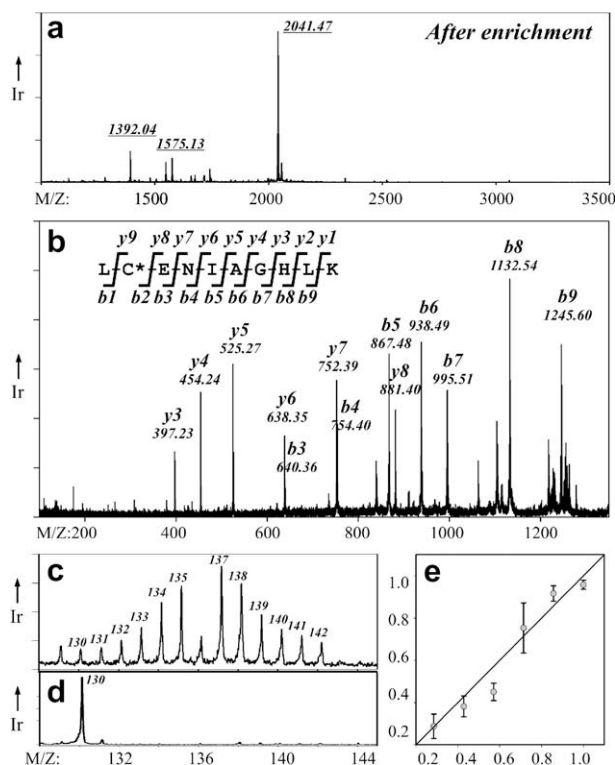 a
After enrichment
2041.47
1392.04
1575.13
Ir
M/Z: 1500 2000 2500 3000 3500
b
y9 y8 y7 y6 y5 y4 y3 y2 y1
L C* E N I A G H L K
b1 b2 b3 b4 b5 b6 b7 b8 b9
b8
1132.54
b9
1245.60
b6
938.49
b5
867.48
y5
525.27
y7
752.39
y4
454.24
y8
881.40
b7
995.51
b4
754.40
y6
638.35
y3
397.23
b3
640.36
Ir
M/Z: 200 400 600 800 1000 1200
c
130 131 132 133 134 135 137 138 139 140 141 142
Ir
d
130
Ir
M/Z: 132 136 140 144
e
1.0
0.8
0.6
0.4
0.2
0.2 0.4 0.6 0.8 1.0